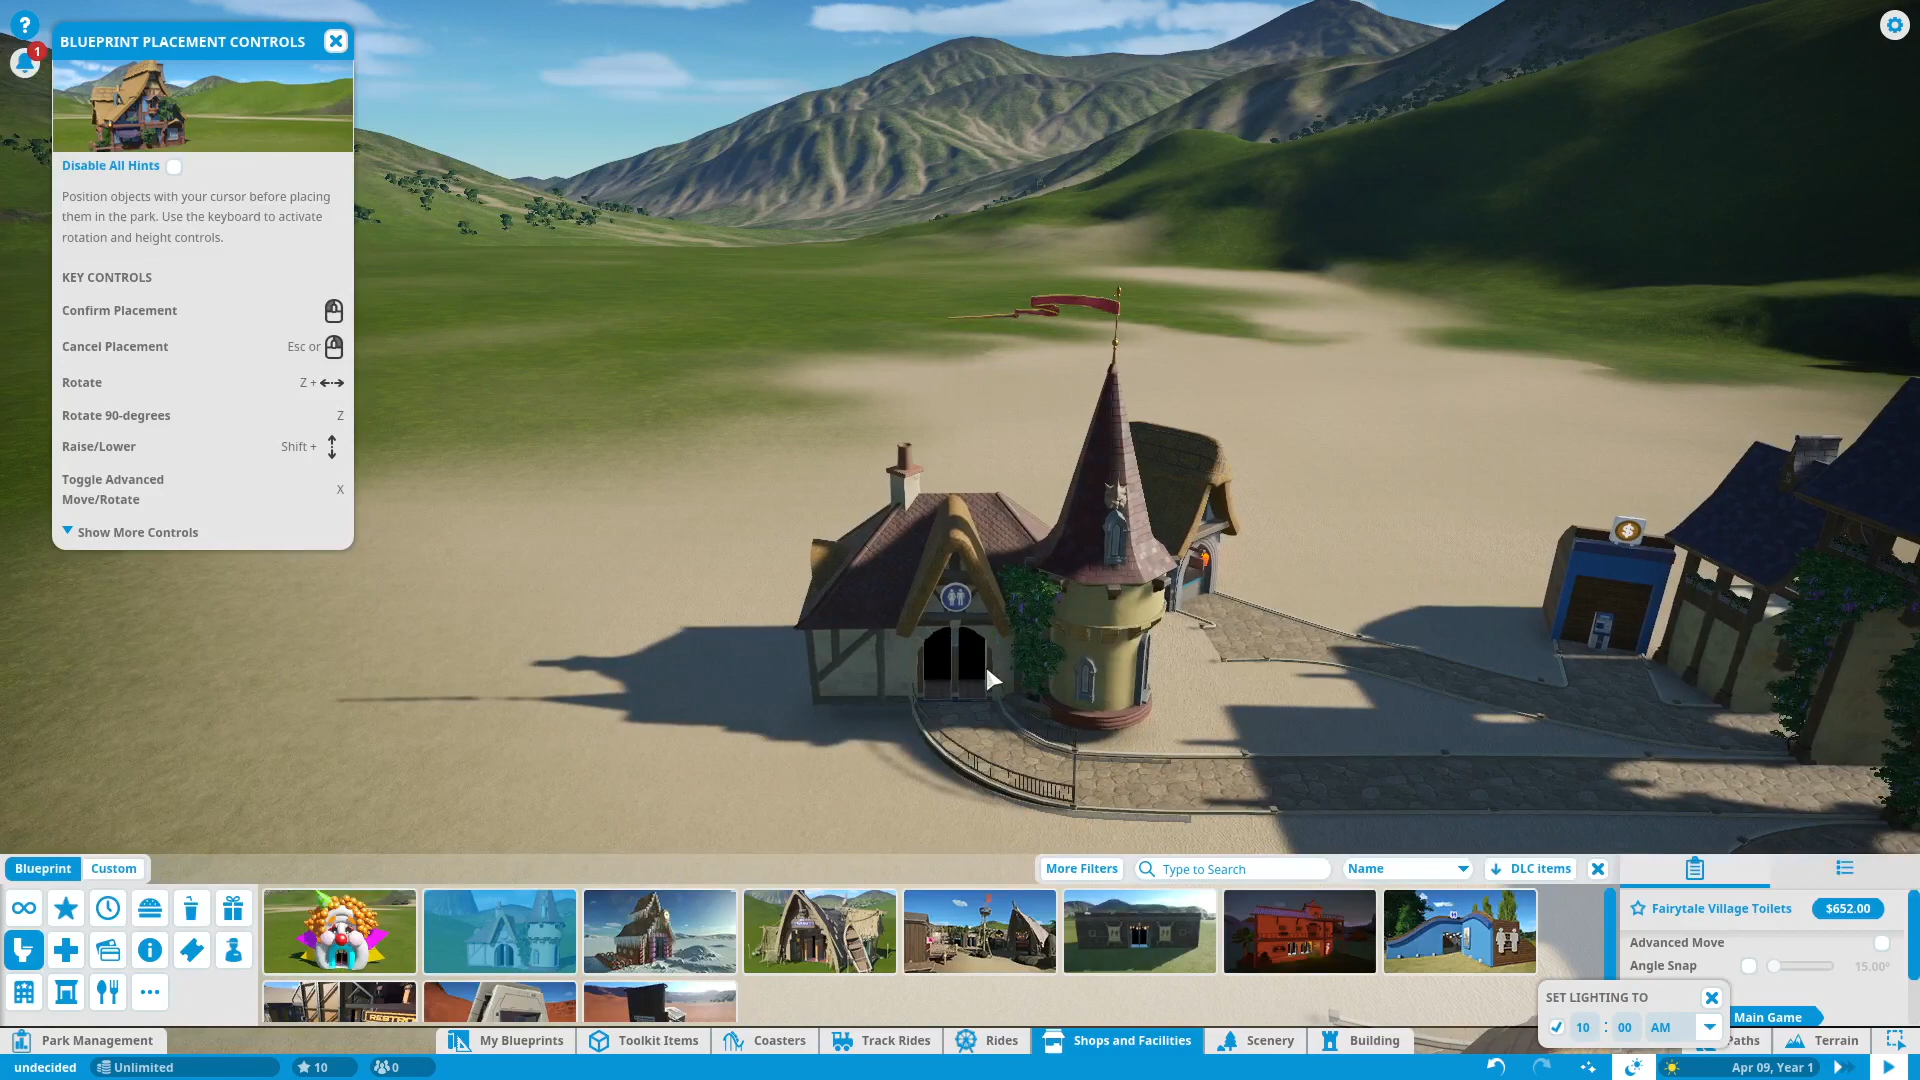 ?
1
BLUEPRINT PLACEMENT CONTROLS
Disable All Hints
Position objects with your cursor before placing
them in the park. Use the keyboard to activate
rotation and height controls.
KEY CONTROLS
Confirm Placement
Cancel Placement Esc or
Rotate Z +
Rotate 90-degrees Z
Raise/Lower Shift +
Toggle Advanced
Move/Rotate X
Show More Controls
$
Blueprint Custom
More Filters Type to Search Name DLC items
Fairytale Village Toilets $652.00
Advanced Move
Angle Snap 15.00°
SET LIGHTING TO
10 : 00 AM
Main Game
Park Management
My Blueprints
Toolkit Items
Coasters
Track Rides
Rides
Shops and Facilities
Scenery
Building
Paths
Terrain
undecided
Unlimited
10
0
Apr 09, Year 1